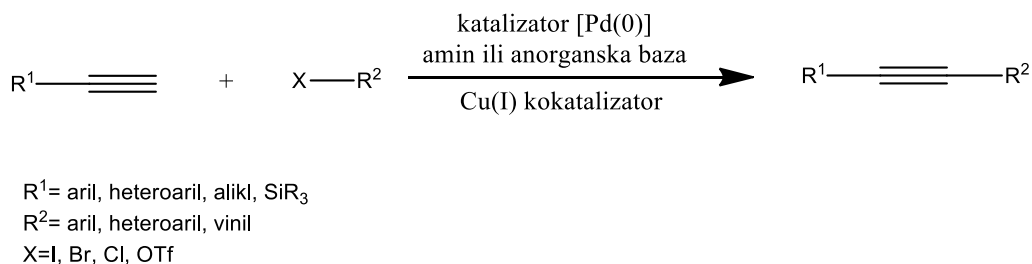 katalizator [Pd(0)]
amin ili anorganska baza
R¹ + X R² R¹ R²
Cu(I) kokatalizator
R¹= aril, heteroaril, alikl, SiR₃
R²= aril, heteroaril, vinil
X=I, Br, Cl, OTf